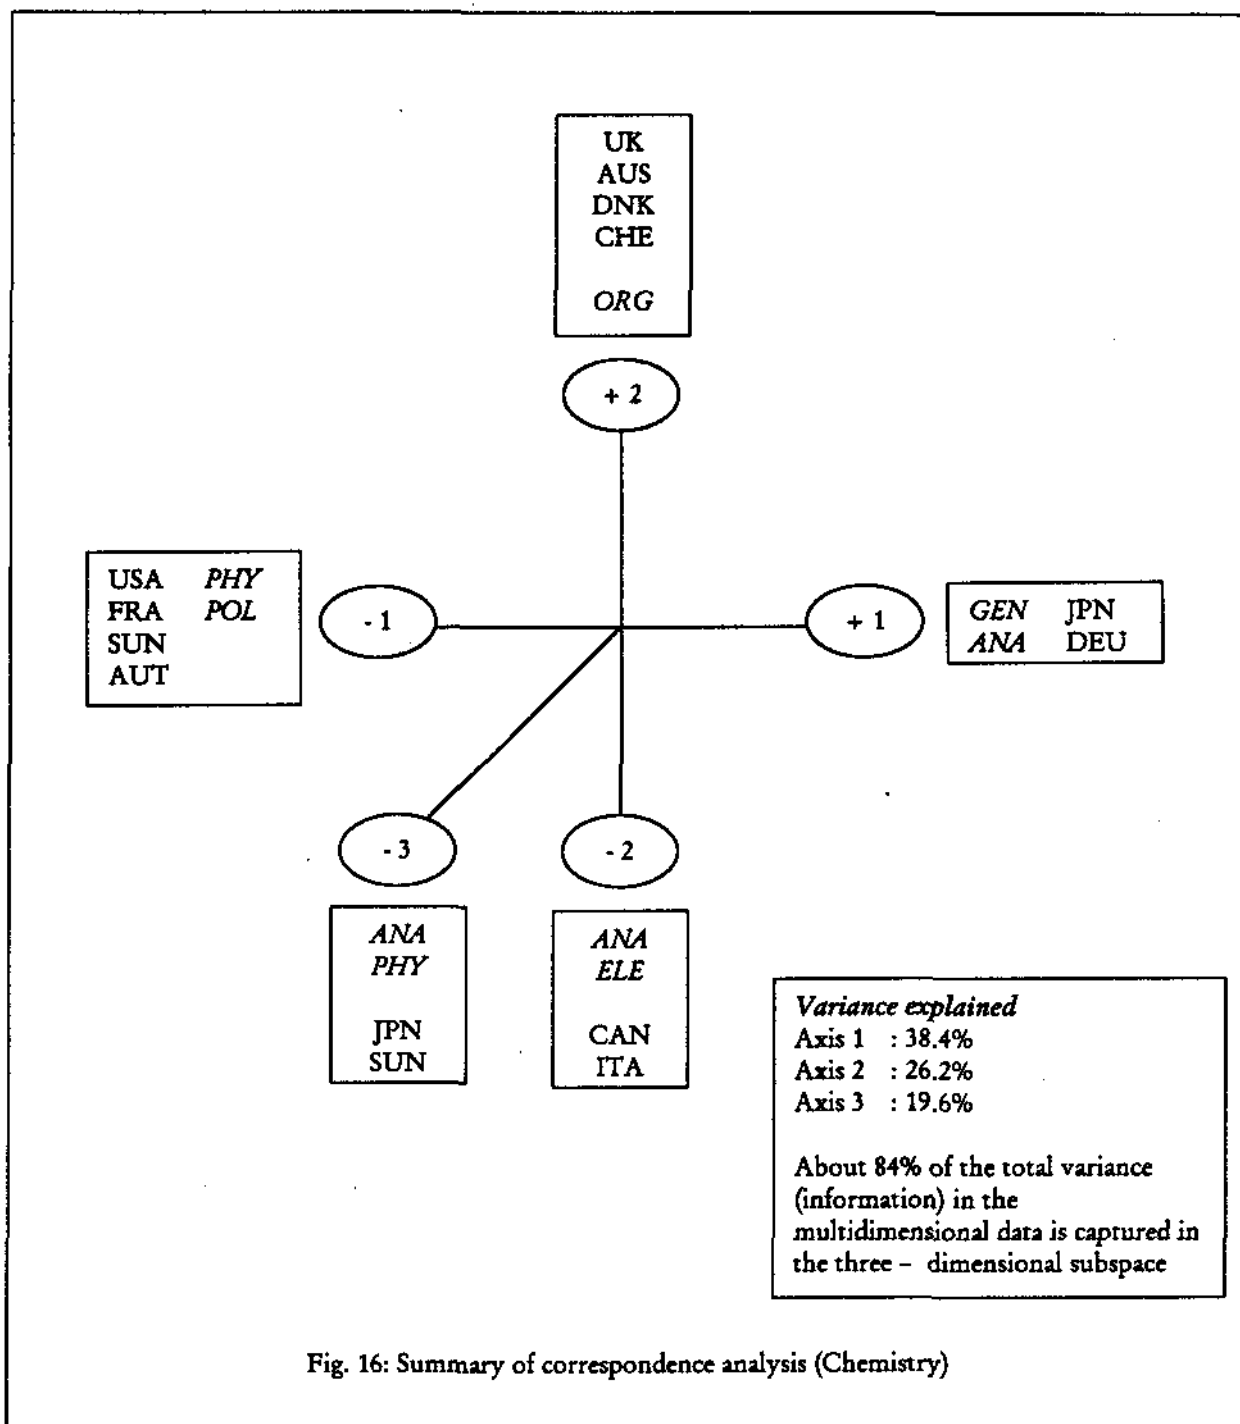 UK
AUS
DNK
CHE
ORG
+ 2
USA PHY
FRA POL
SUN
AUT
- 1
+ 1
GEN JPN
ANA DEU
- 3
- 2
ANA
PHY
JPN
SUN
ANA
ELE
CAN
ITA
Variance explained
Axis 1 : 38.4%
Axis 2 : 26.2%
Axis 3 : 19.6%
About 84% of the total variance
(information) in the
multidimensional data is captured in
the three – dimensional subspace
Fig. 16: Summary of correspondence analysis (Chemistry)